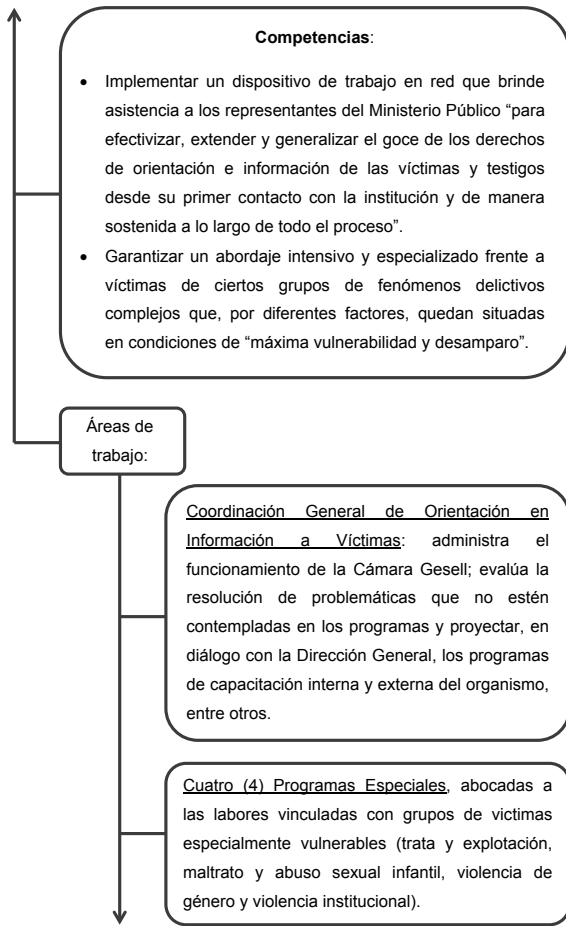 Competencias:
• Implementar un dispositivo de trabajo en red que brinde
asistencia a los representantes del Ministerio Público “para
efectivizar, extender y generalizar el goce de los derechos
de orientación e información de las víctimas y testigos
desde su primer contacto con la institución y de manera
sostenida a lo largo de todo el proceso”.
• Garantizar un abordaje intensivo y especializado frente a
víctimas de ciertos grupos de fenómenos delictivos
complejos que, por diferentes factores, quedan situadas
en condiciones de “máxima vulnerabilidad y desamparo”.
Áreas de
trabajo:
Coordinación General de Orientación en
Información a Víctimas: administra el
funcionamiento de la Cámara Gesell; evalúa la
resolución de problemáticas que no estén
contempladas en los programas y proyectar, en
diálogo con la Dirección General, los programas
de capacitación interna y externa del organismo,
entre otros.
Cuatro (4) Programas Especiales, abocadas a
las labores vinculadas con grupos de victimas
especialmente vulnerables (trata y explotación,
maltrato y abuso sexual infantil, violencia de
género y violencia institucional).